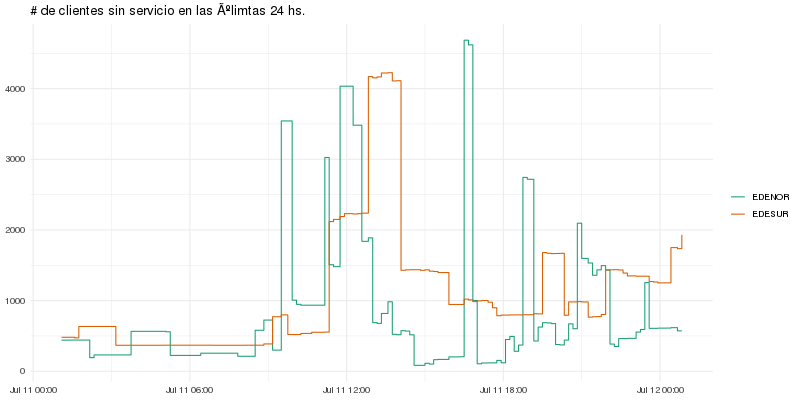 # de clientes sin servicio en las Ãºlimtas 24 hs.
4000
3000
2000
1000
0
Jul 11 00:00
Jul 11 06:00
Jul 11 12:00
Jul 11 18:00
Jul 12 00:00
EDENOR
EDESUR